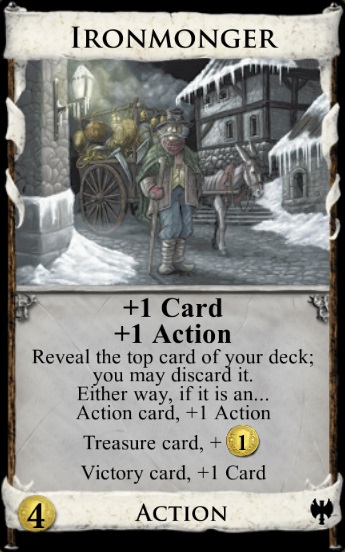 IRONMONGER
+1 Card
+1 Action
Reveal the top card of your deck;
you may discard it.
Either way, if it is an...
Action card, +1 Action
Treasure card, + 1
Victory card, +1 Card
4 ACTION